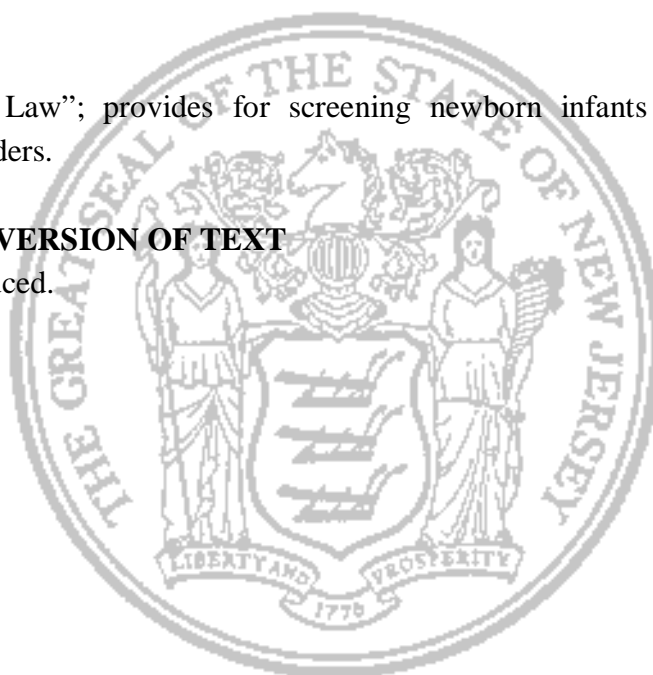 Law”; provides for screening newborn infants
ders.
VERSION OF TEXT
ced.
THE GREAT SEAL OF THE STATE OF NEW JERSEY
LIBERTY AND PROSPERITY
1776